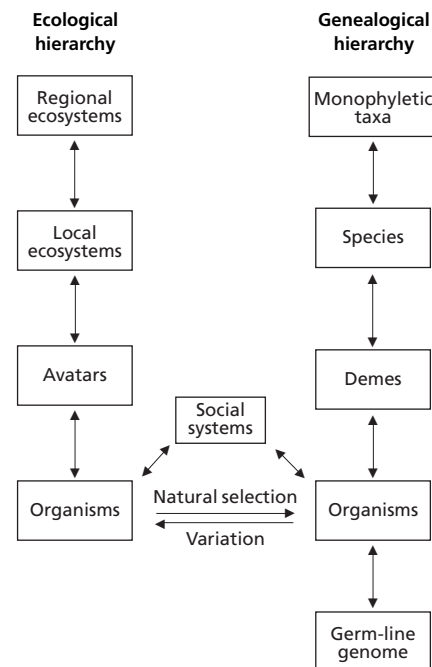 Ecological
hierarchy
Genealogical
hierarchy
Regional
ecosystems
Monophyletic
taxa
Local
ecosystems
Species
Avatars
Demes
Social
systems
Organisms
Natural selection
Variation
Organisms
Germ-line
genome